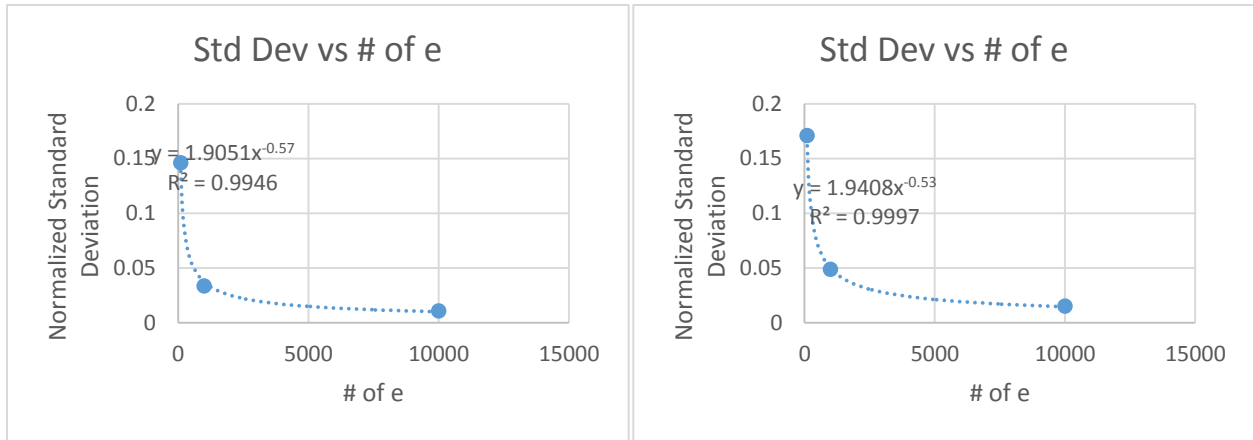 Std Dev vs # of e
Normalized Standard
Deviation
0.2
0.15
0.1
0.05
0
y = 1.9051x^-0.57
R² = 0.9946
0
5000
10000
15000
# of e
Std Dev vs # of e
Normalized Standard
Deviation
0.2
0.15
0.1
0.05
0
y = 1.9408x^-0.53
R² = 0.9997
0
5000
10000
15000
# of e